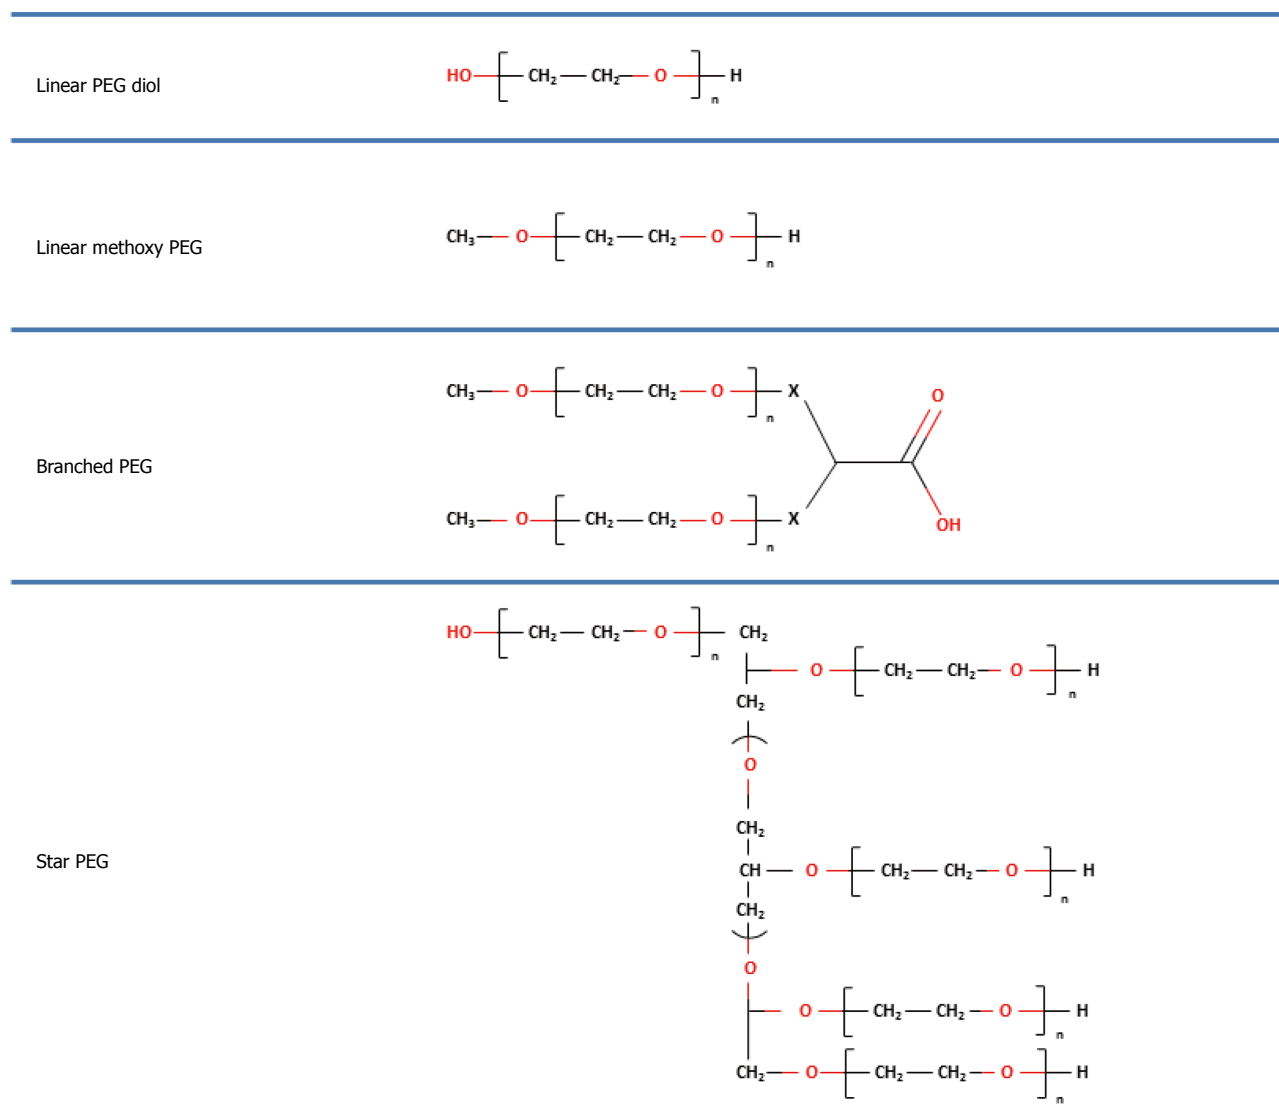 Linear PEG diol
HO CH₂ CH₂ O H
n
Linear methoxy PEG
CH₃ O CH₂ CH₂ O H
n
Branched PEG
CH₃ O CH₂ CH₂ O X
n
O
CH₃ O CH₂ CH₂ O X
n
OH
Star PEG
HO CH₂ CH₂ O CH₂
n
O CH₂ CH₂ O H
n
CH₂
O
CH₂
CH O CH₂ CH₂ O H
n
CH₂
O
O CH₂ CH₂ O H
n
CH₂ O CH₂ CH₂ O H
n